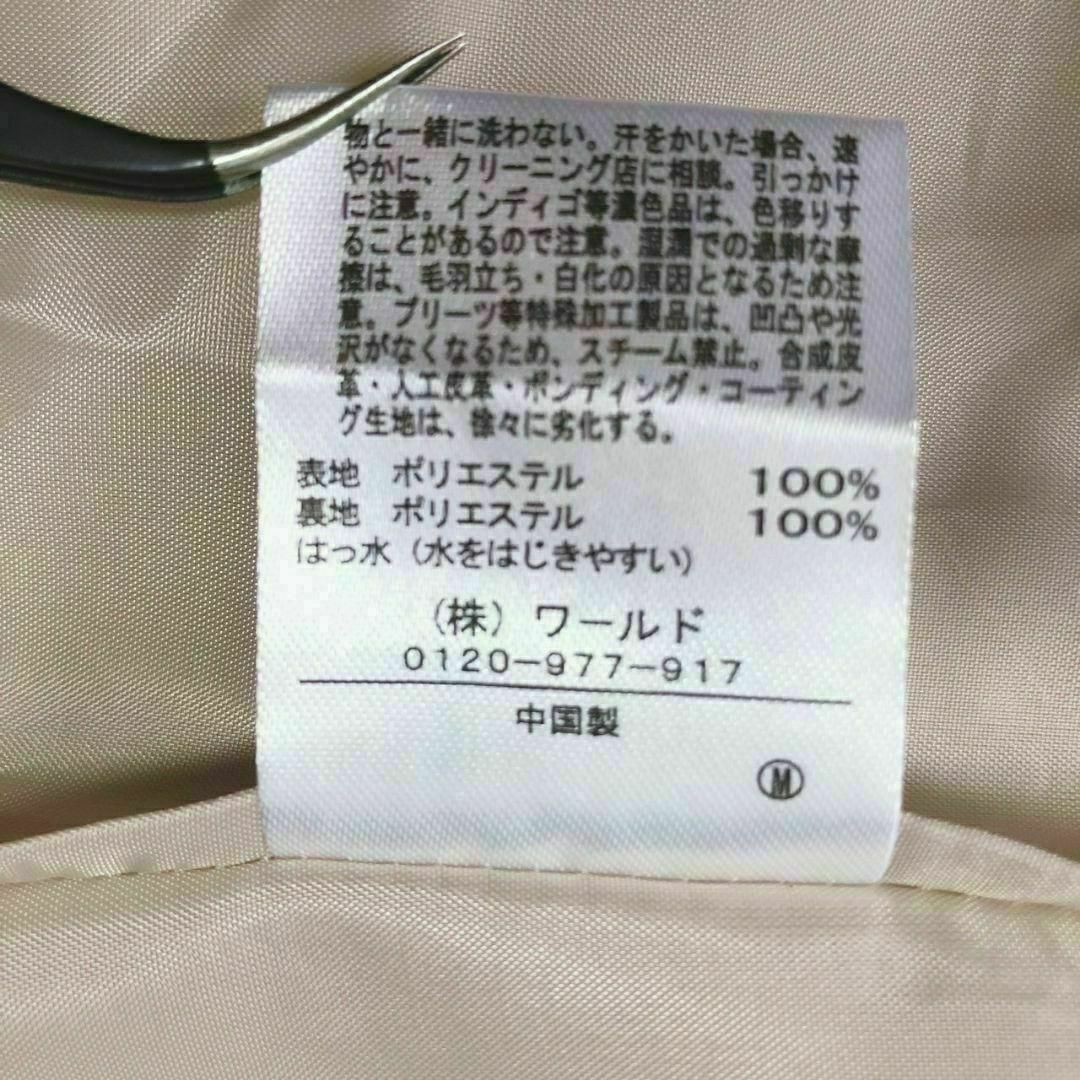 物と一緒に洗わない。汗をかいた場合、速
やかに、クリーニング店に相談。引っかけ
に注意。インディゴ等濃色品は、色移りす
ることがあるので注意。湿潤での過剰な摩
擦は、毛羽立ち・白化の原因となるため注
意。プリーツ等特殊加工製品は、凹凸や光
沢がなくなるため、スチーム禁止。合成皮
革・人工皮革・ボンディング・コーティン
グ生地は、徐々に劣化する。
表地 ポリエステル 100%
裏地 ポリエステル 100%
はっ水（水をはじきやすい）
（株）ワールド
0120-977-917
中国製
Ⓜ